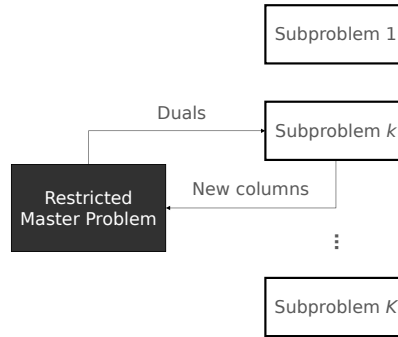 Subproblem 1
Duals
Subproblem k
Restricted
Master Problem
New columns
⋮
Subproblem K